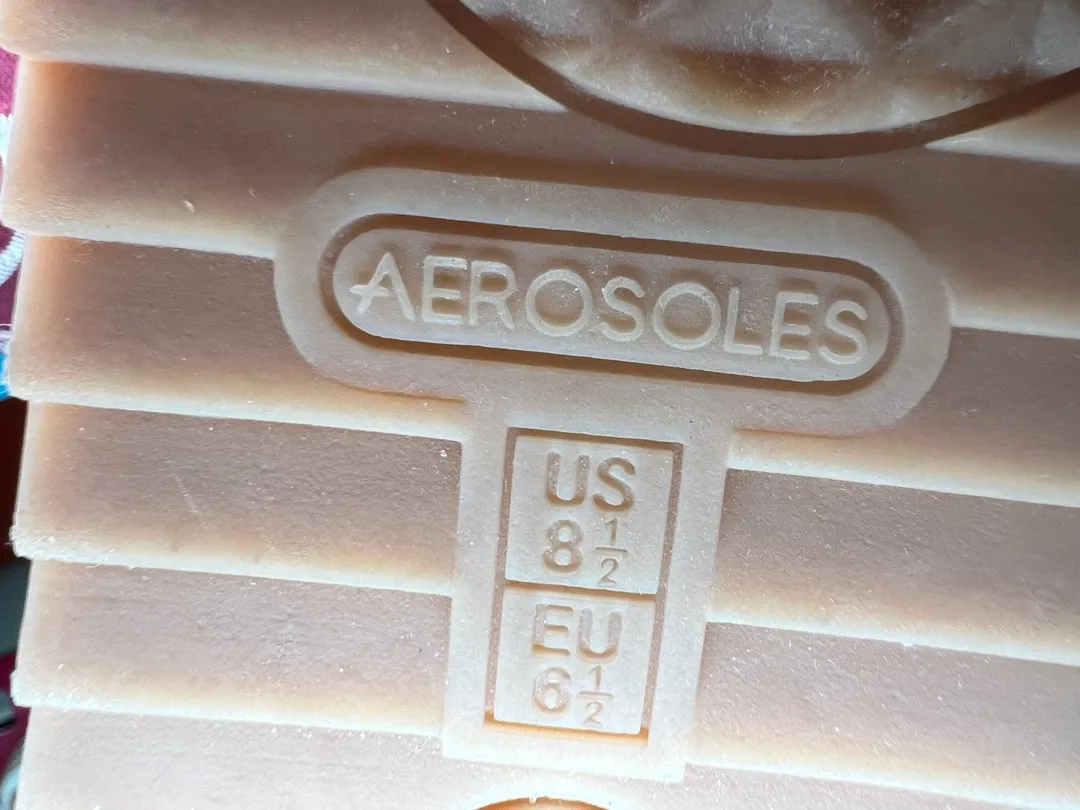 AEROSOLES
US
8 1/2
EU
6 1/2